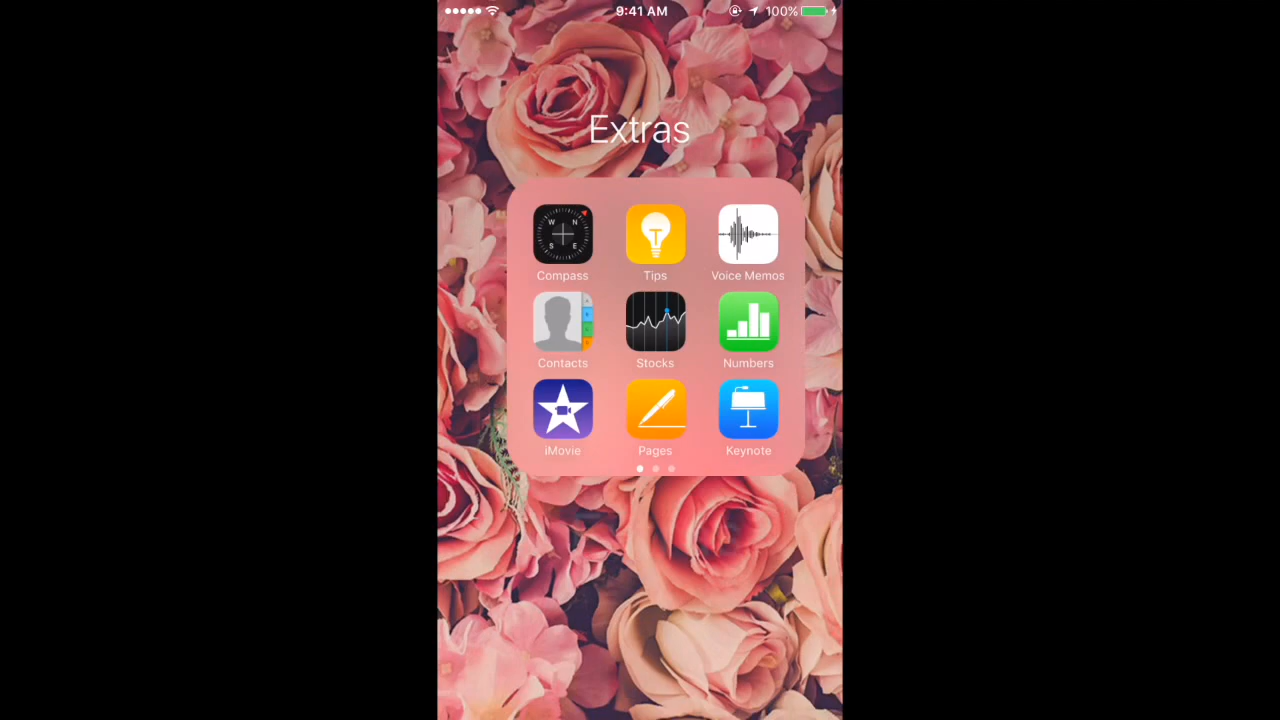 9:41 AM 100%
Extras
W N
S E
Compass Tips Voice Memos
Contacts Stocks Numbers
iMovie Pages Keynote